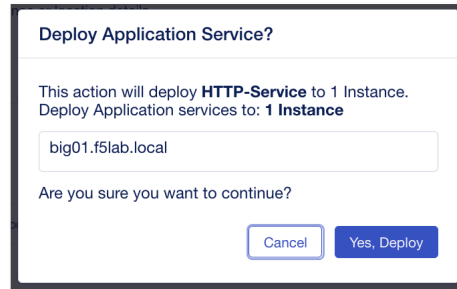 Deploy Application Service?
This action will deploy HTTP-Service to 1 Instance.
Deploy Application services to: 1 Instance
big01.f5lab.local
Are you sure you want to continue?
Cancel
Yes, Deploy